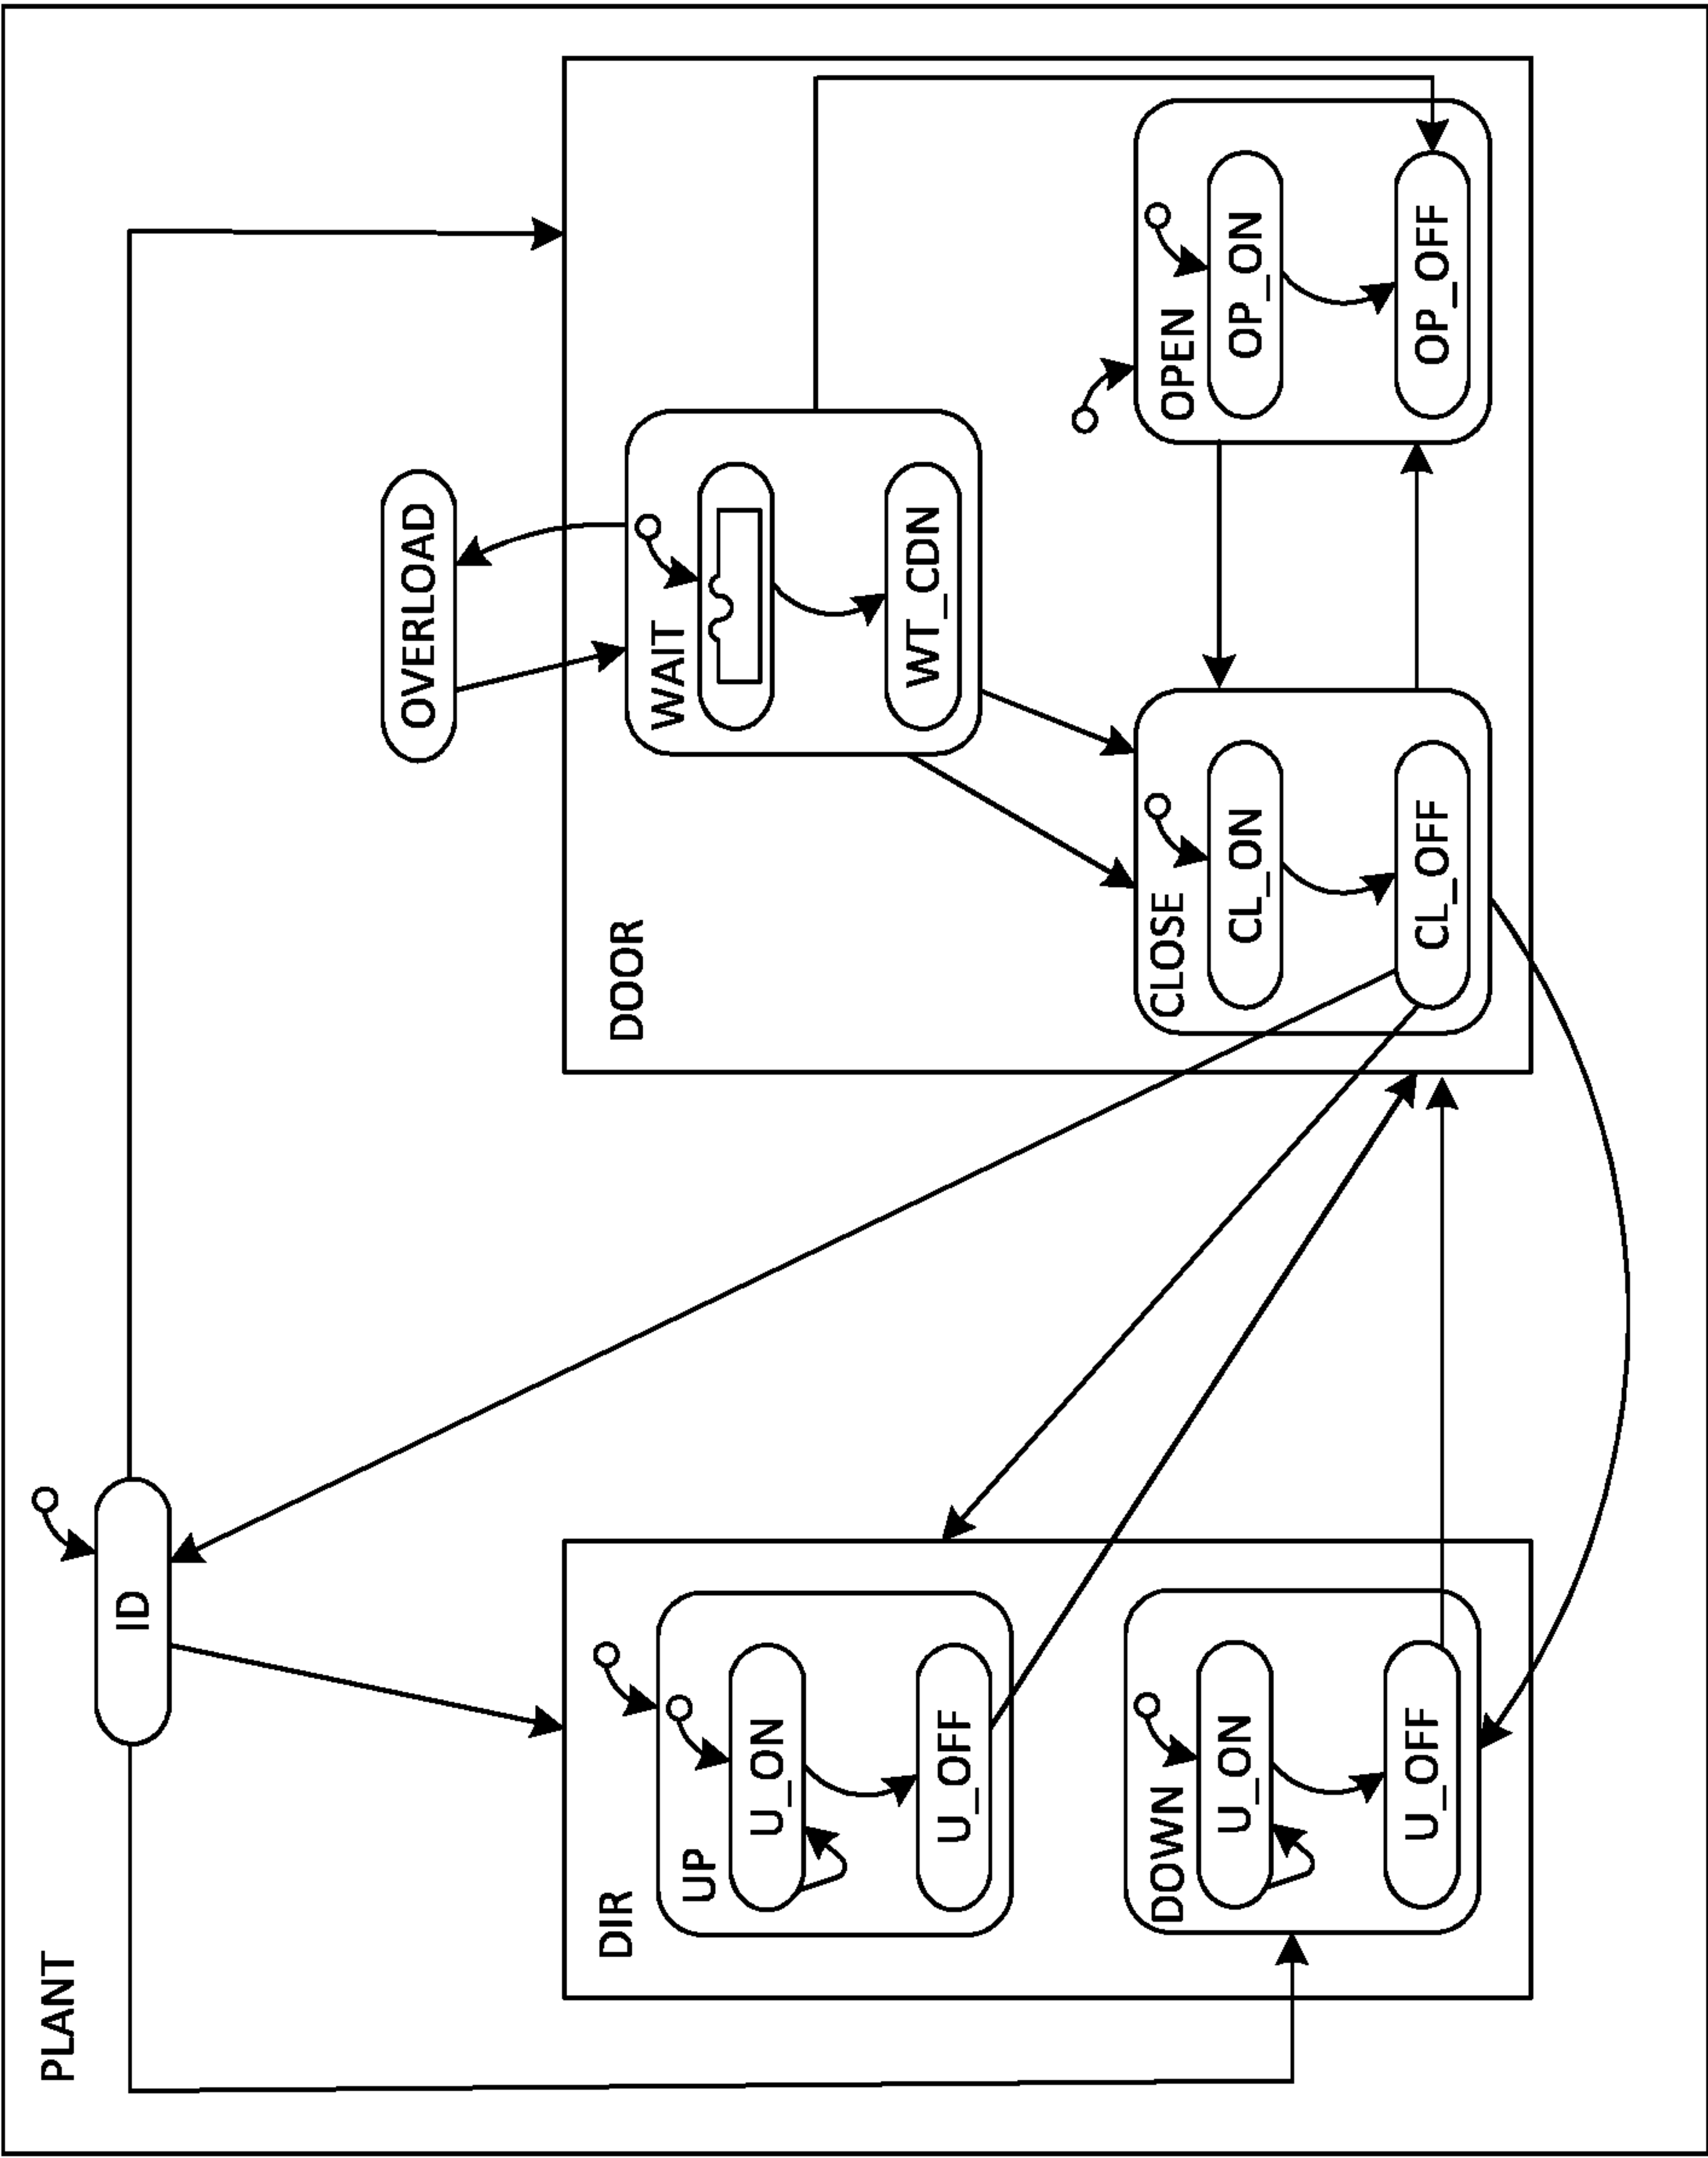 PLANT
ID
OVERLOAD
DIR
UP
U_ON
U_OFF
DOWN
U_ON
U_OFF
DOOR
WAIT
WT_CDN
CLOSE
CL_ON
CL_OFF
OPEN
OP_ON
OP_OFF